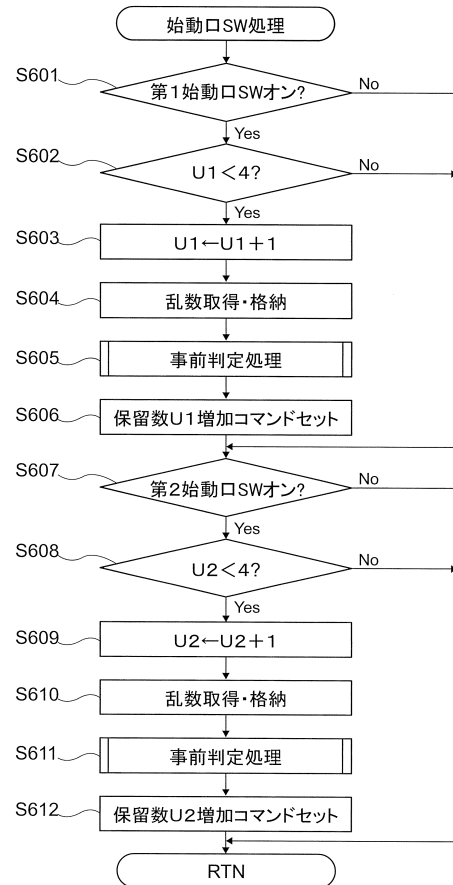 始動口SW処理
S601
第1始動口SWオン?
No
Yes
S602
U1<4?
No
Yes
S603
U1←U1+1
S604
乱数取得・格納
S605
事前判定処理
S606
保留数U1増加コマンドセット
S607
第2始動口SWオン?
No
Yes
S608
U2<4?
No
Yes
S609
U2←U2+1
S610
乱数取得・格納
S611
事前判定処理
S612
保留数U2増加コマンドセット
RTN